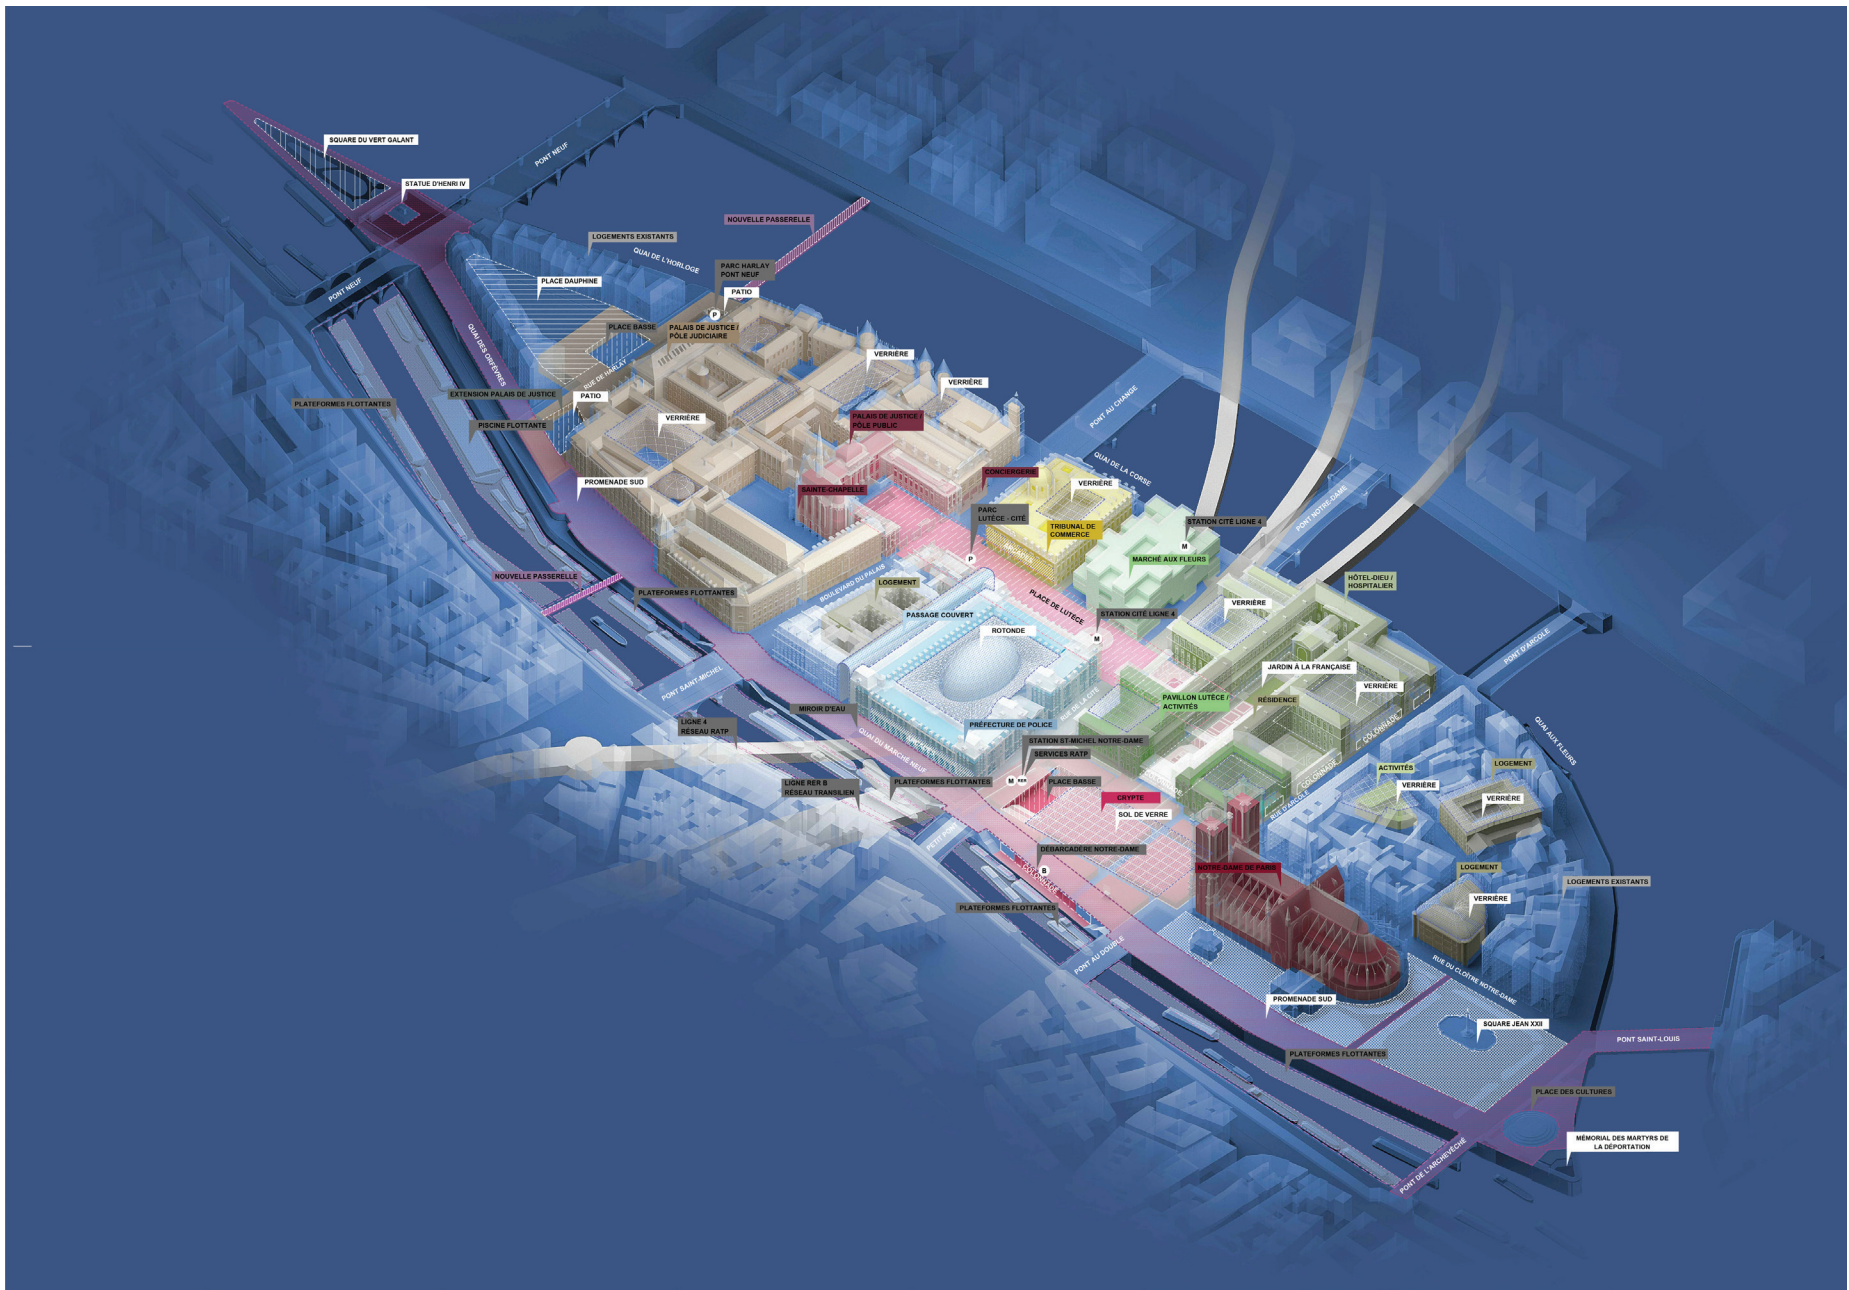 SQUARE DU VERT GALANT
STATUE D'HENRI IV
PONT NEUF
NOUVELLE PASSERELLE
LOGEMENTS EXISTANTS
QUAI DE L'HORLOGE
PARC HARLAY
PONT NEUF
PATIO
P
PLACE DAUPHINE
PONT NEUF
PLACE BASSE
PALAIS DE JUSTICE /
PÔLE JUDICIAIRE
QUAI DES ORFÈVRES
RUE DE HARLAY
VERRIÈRE
VERRIÈRE
EXTENSION PALAIS DE JUSTICE
PATIO
PLATEFORMES FLOTTANTES
PISCINE FLOTTANTE
VERRIÈRE
PALAIS DE JUSTICE /
PÔLE PUBLIC
PONT AU CHANGE
QUAI DE LA CORSE
CONCIERGERIE
PROMENADE SUD
SAINTE-CHAPELLE
VERRIÈRE
PONT NOTRE-DAME
PARC
LUTÈCE - CITÉ
P
TRIBUNAL DE
COMMERCE
ARCADES
STATION CITÉ LIGNE 4
M
MARCHÉ AUX FLEURS
NOUVELLE PASSERELLE
PLATEFORMES FLOTTANTES
BOULEVARD DU PALAIS
LOGEMENT
PLACE DE LUTÈCE
HÔTEL-DIEU /
HOSPITALIER
VERRIÈRE
PASSAGE COUVERT
STATION CITÉ LIGNE 4
M
ROTONDE
PONT D'ARCOLE
JARDIN À LA FRANÇAISE
VERRIÈRE
PONT SAINT-MICHEL
RUE DE LA CITÉ
PAVILLON LUTÈCE /
ACTIVITÉS
RÉSIDENCE
MIROIR D'EAU
PRÉFECTURE DE POLICE
LIGNE 4
RÉSEAU RATP
QUAI DU MARCHÉ NEUF
COLONNADE
QUAI AUX FLEURS
STATION ST-MICHEL NOTRE-DAME
SERVICES RATP
M
RER
PLACE BASSE
COLONNADE
ACTIVITÉS
LOGEMENT
VERRIÈRE
VERRIÈRE
LIGNE RER B
RÉSEAU TRANSILIEN
PLATEFORMES FLOTTANTES
CRYPTE
SOL DE VERRE
RUE D'ARCOLE
PETIT PONT
DÉBARCADÈRE NOTRE-DAME
B
COLONNADE
NOTRE-DAME DE PARIS
LOGEMENT
LOGEMENTS EXISTANTS
VERRIÈRE
PLATEFORMES FLOTTANTES
PONT AU DOUBLE
RUE DU CLOÎTRE NOTRE-DAME
PROMENADE SUD
SQUARE JEAN XXII
PONT SAINT-LOUIS
PLATEFORMES FLOTTANTES
PLACE DES CULTURES
MÉMORIAL DES MARTYRS DE
LA DÉPORTATION
PONT DE L'ARCHEVÊCHÉ